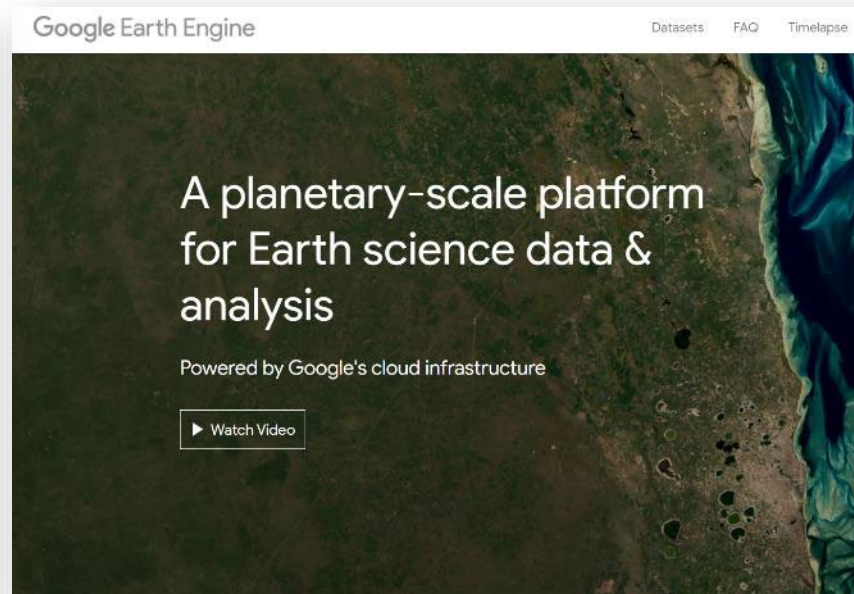 Google Earth Engine
Datasets FAQ Timelapse
A planetary-scale platform
for Earth science data &
analysis
Powered by Google's cloud infrastructure
Watch Video